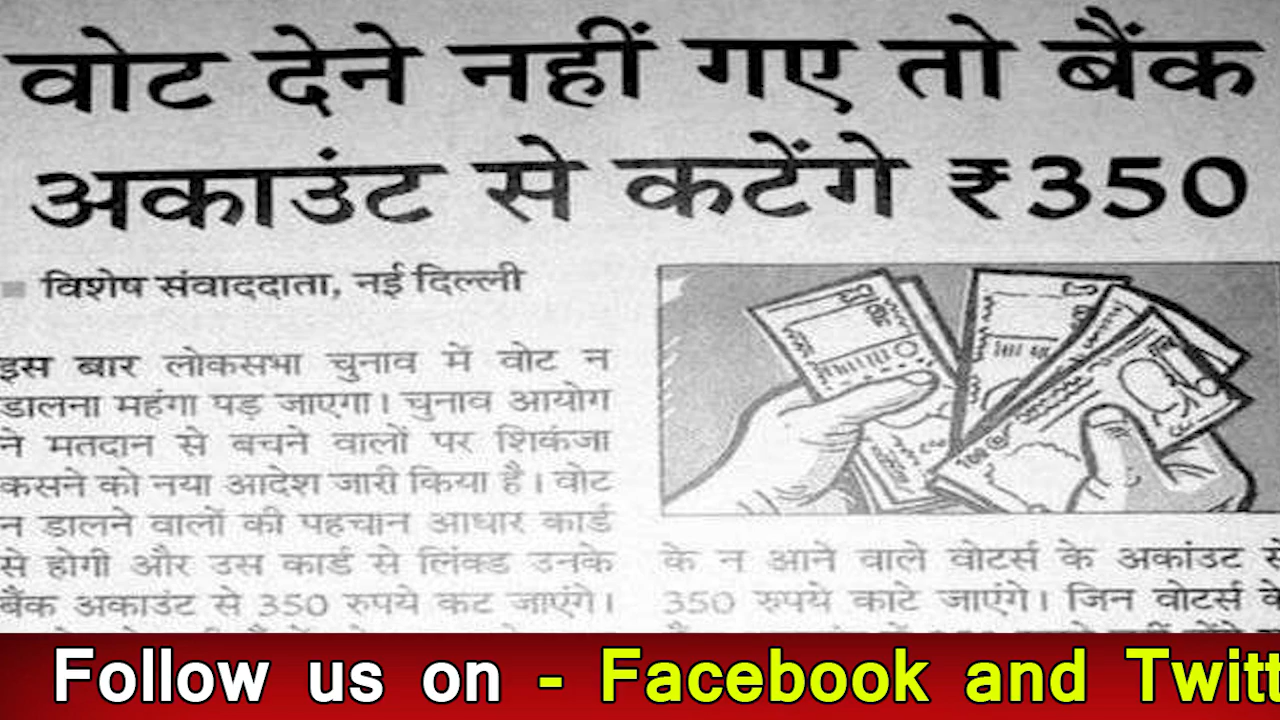 वोट देने नहीं गए तो बैंक
अकाउंट से कटेंगे ₹350
विशेष संवाददाता, नई दिल्ली
इस बार लोकसभा चुनाव में वोट न
डालना महंगा पड़ जाएगा। चुनाव आयोग
ने मतदान से बचने वालों पर शिकंजा
कसने को नया आदेश जारी किया है। वोट
न डालने वालों की पहचान आधार कार्ड
से होगी और उस कार्ड से लिंक्ड उनके
बैंक अकाउंट से 350 रुपये कट जाएंगे।
के न आने वाले वोटर्स के अकांउट से
350 रुपये काटे जाएंगे। जिन वोटर्स के
Follow us on - Facebook and Twitt